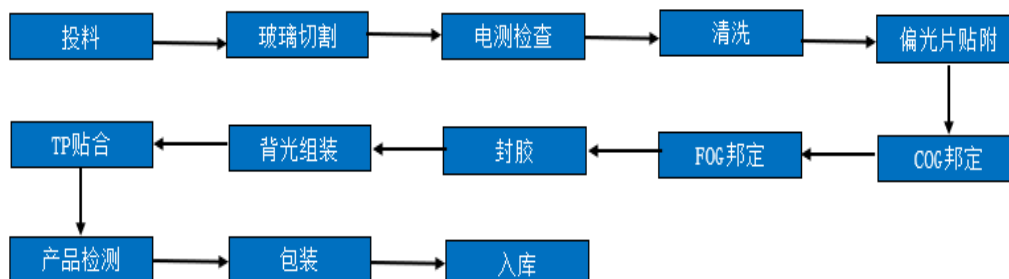 投料
玻璃切割
电测检查
清洗
偏光片贴附
COG邦定
FOG邦定
封胶
背光组装
TP贴合
产品检测
包装
入库